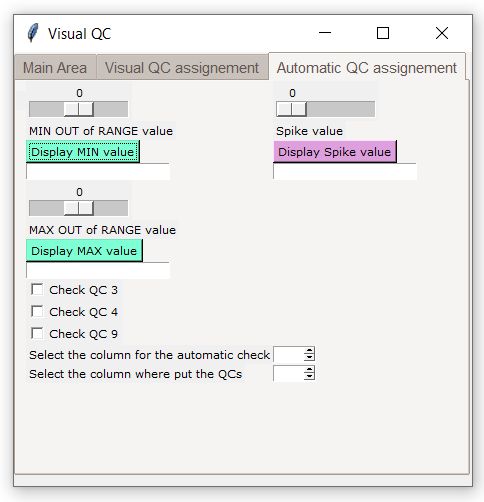 Visual QC
Main Area Visual QC assignement Automatic QC assignement
0 0
MIN OUT of RANGE value Spike value
Display MIN value Display Spike value
0
MAX OUT of RANGE value
Display MAX value
Check QC 3
Check QC 4
Check QC 9
Select the column for the automatic check
Select the column where put the QCs